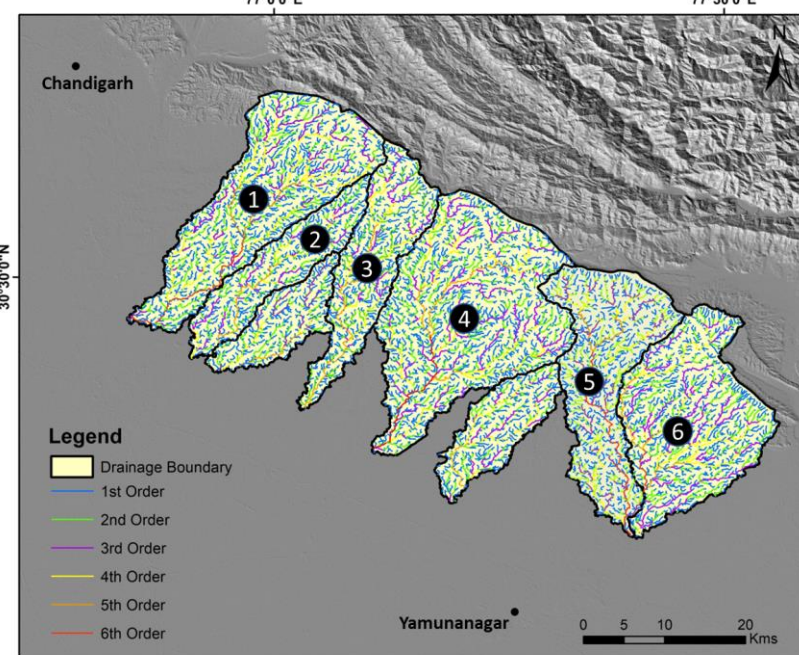 N
Chandigarh
1
2
3
4
5
6
30°30'0"N
Legend
Drainage Boundary
1st Order
2nd Order
3rd Order
4th Order
5th Order
6th Order
Yamunanagar
0 5 10 20
Kms